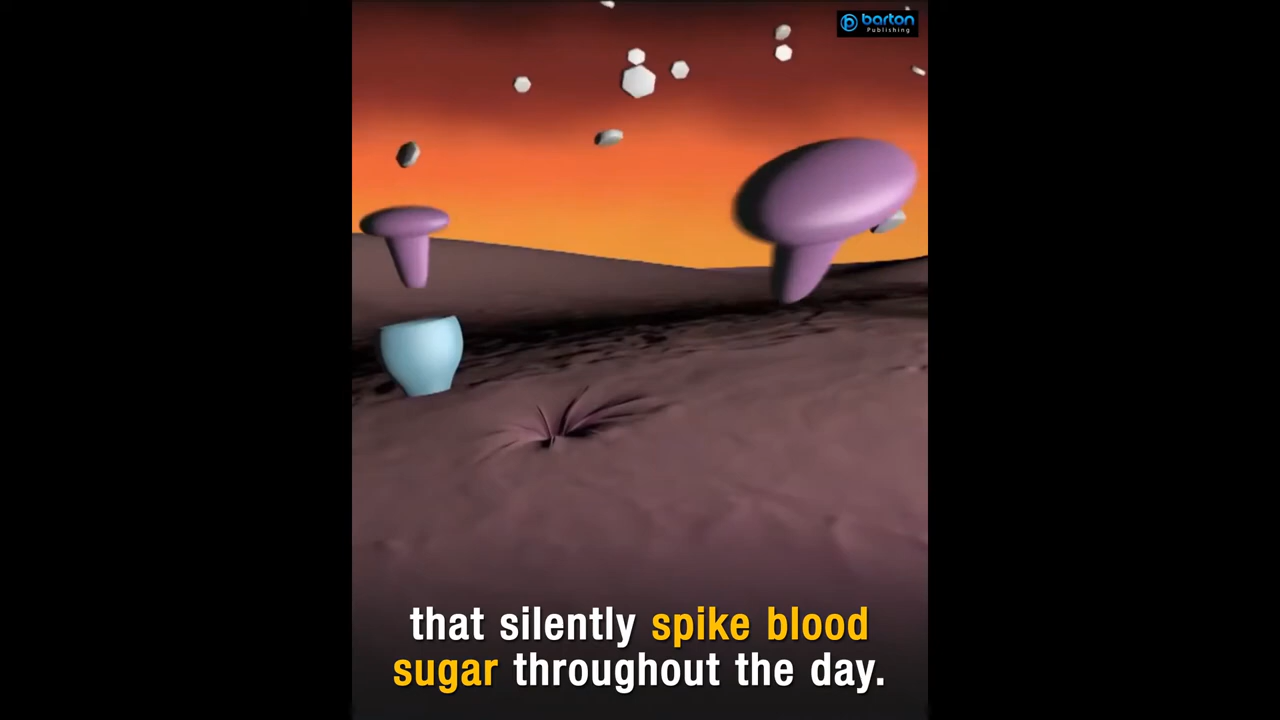 barton
Publishing
that silently spike blood
sugar throughout the day.